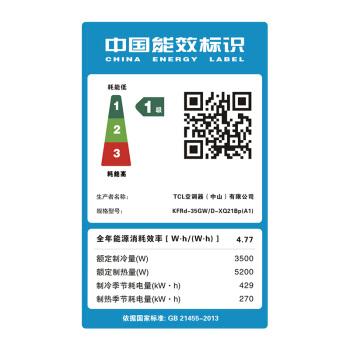 中国能效标识
CHINA ENERGY LABEL
耗能低
1
2
3
耗能高
1级
生产者名称： TCL空调器（中山）有限公司
规格型号： KFRd-35GW/D-XQ21Bp(A1)
全年能源消耗效率［W·h/(W·h)］ 4.77
额定制冷量(W) 3500
额定制热量(W) 5200
制冷季节耗电量(kW·h) 429
制热季节耗电量(kW·h) 270
依据国家标准: GB 21455-2013